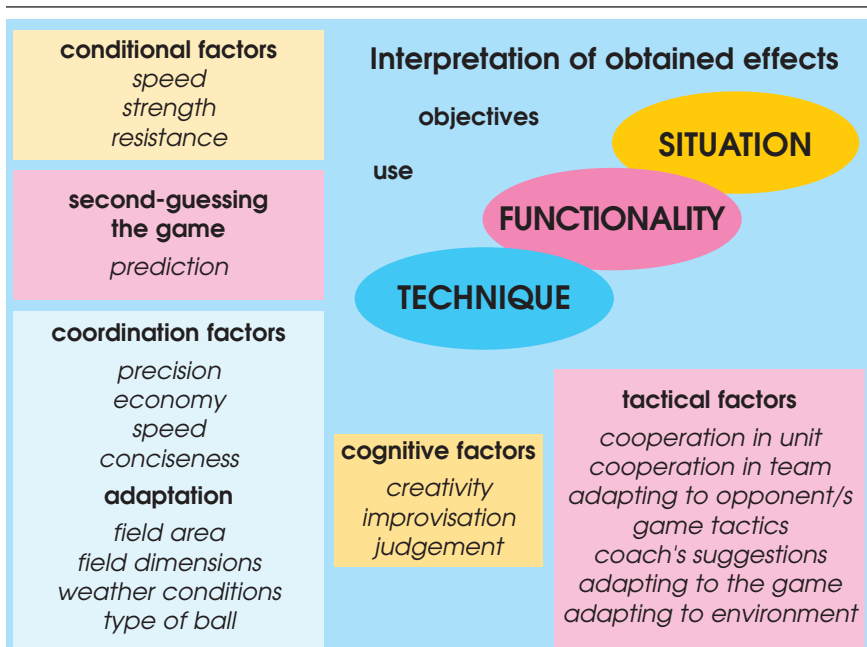 conditional factors
speed
strength
resistance
second-guessing
the game
prediction
coordination factors
precision
economy
speed
conciseness
adaptation
field area
field dimensions
weather conditions
type of ball
Interpretation of obtained effects
objectives
use
SITUATION
FUNCTIONALITY
TECHNIQUE
cognitive factors
creativity
improvisation
judgement
tactical factors
cooperation in unit
cooperation in team
adapting to opponent/s
game tactics
coach's suggestions
adapting to the game
adapting to environment